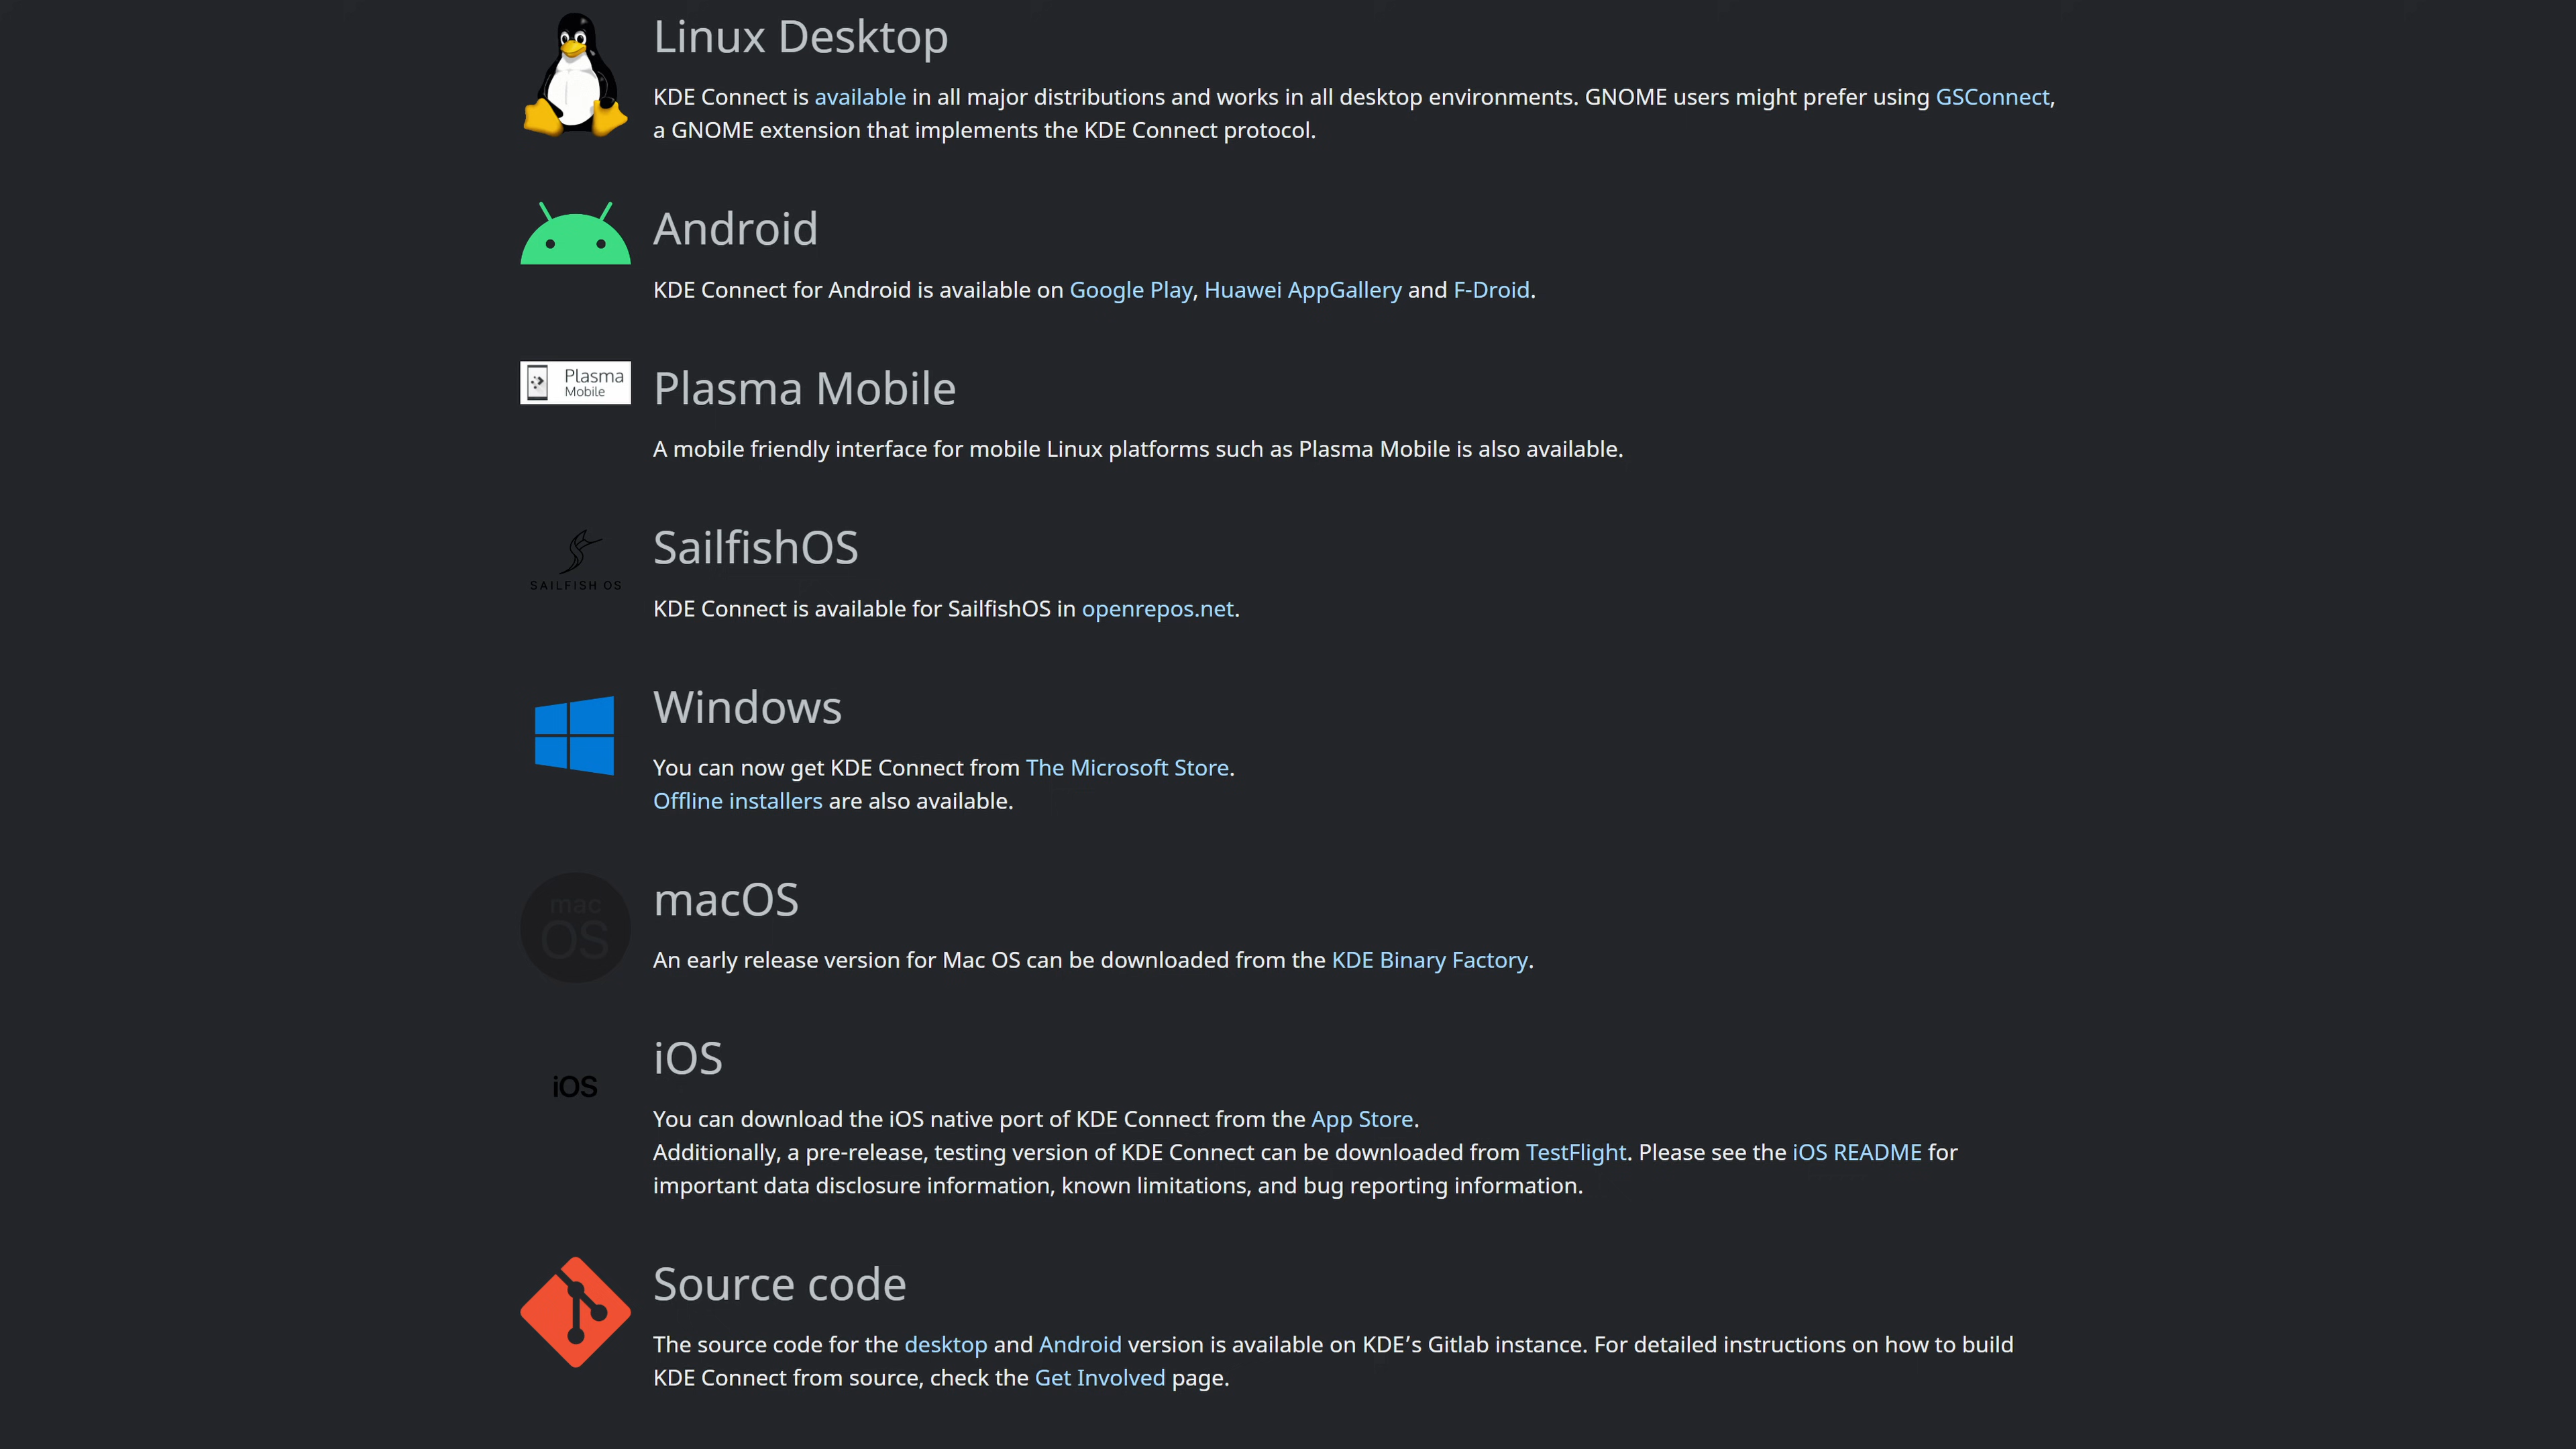 Linux Desktop
KDE Connect is available in all major distributions and works in all desktop environments. GNOME users might prefer using GSConnect,
a GNOME extension that implements the KDE Connect protocol.
Android
KDE Connect for Android is available on Google Play, Huawei AppGallery and F-Droid.
Plasma
Mobile
Plasma Mobile
A mobile friendly interface for mobile Linux platforms such as Plasma Mobile is also available.
SAILFISH OS
SailfishOS
KDE Connect is available for SailfishOS in openrepos.net.
Windows
You can now get KDE Connect from The Microsoft Store.
Offline installers are also available.
mac
OS
macOS
An early release version for Mac OS can be downloaded from the KDE Binary Factory.
iOS
iOS
You can download the iOS native port of KDE Connect from the App Store.
Additionally, a pre-release, testing version of KDE Connect can be downloaded from TestFlight. Please see the iOS README for
important data disclosure information, known limitations, and bug reporting information.
Source code
The source code for the desktop and Android version is available on KDE’s Gitlab instance. For detailed instructions on how to build
KDE Connect from source, check the Get Involved page.